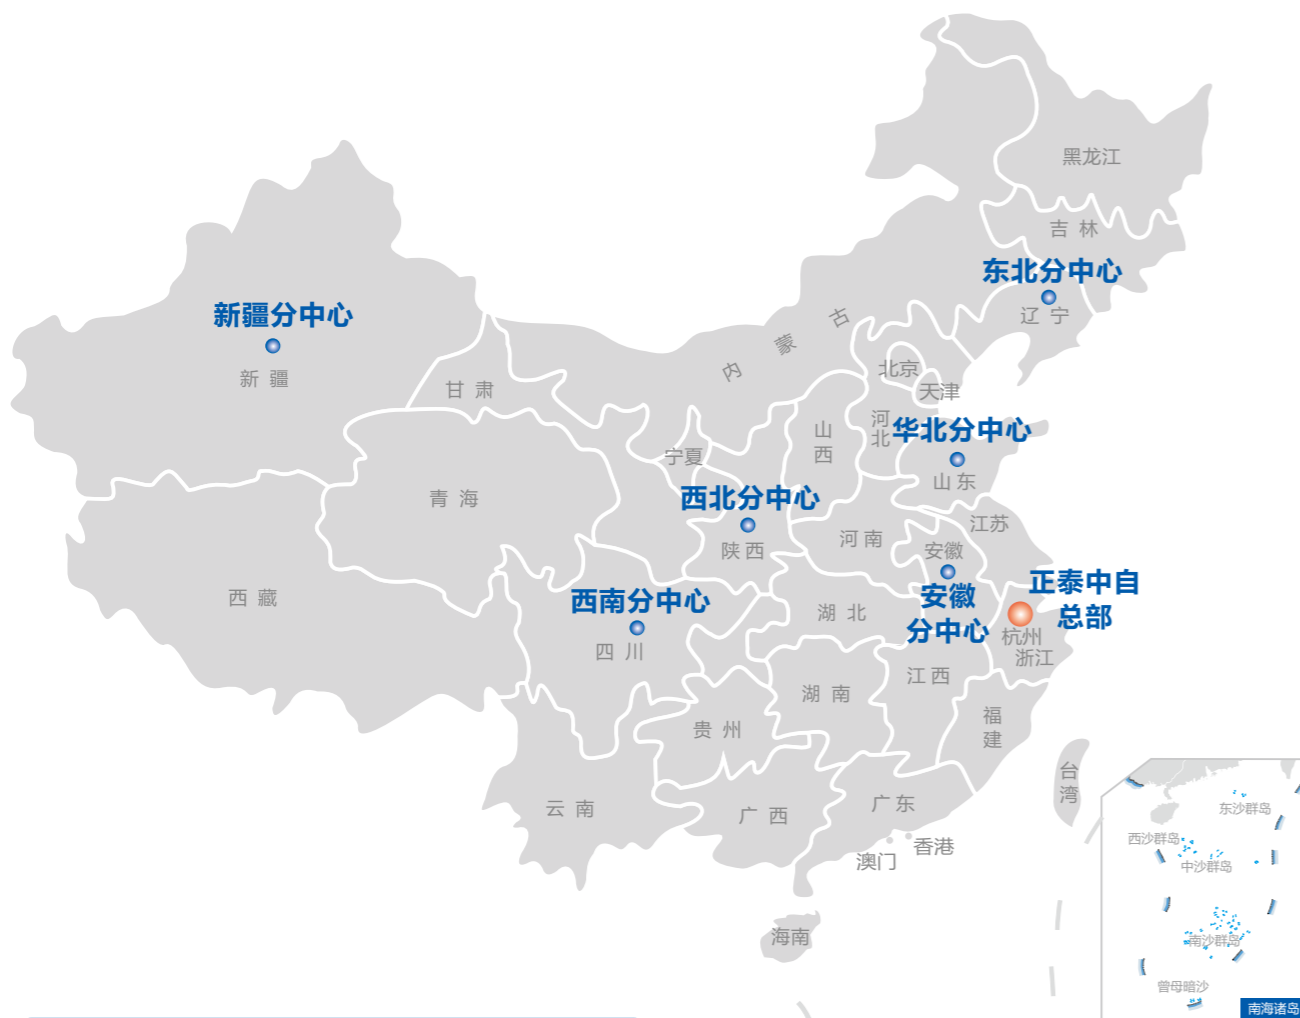 黑龙江
吉林
东北分中心
辽宁
新疆分中心
新疆
内蒙古
甘肃
北京
天津
河北
山西
华北分中心
山东
宁夏
青海
西北分中心
陕西
河南
江苏
安徽
安徽
分中心
正泰中自
总部
杭州
浙江
西藏
西南分中心
四川
湖北
江西
湖南
贵州
福建
台湾
云南
广西
广东
香港
澳门
海南
东沙群岛
西沙群岛
中沙群岛
南沙群岛
曾母暗沙
南海诸岛